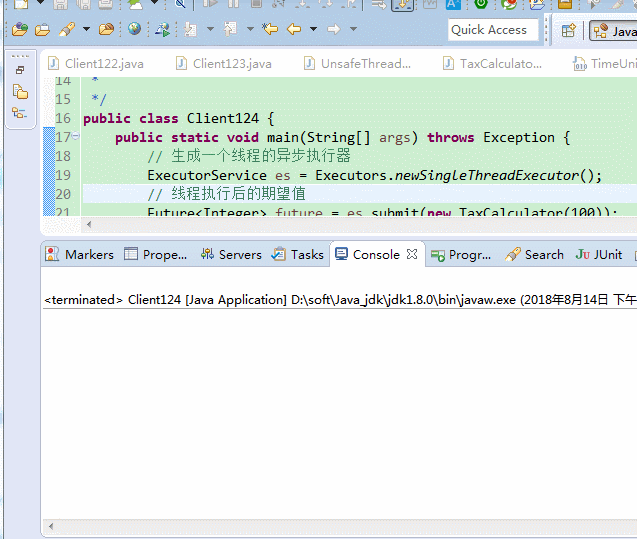 Quick Access
Java
Client122.java
Client123.java
UnsafeThread...
TaxCalculato...
TimeUni
14 *
15 */
16 public class Client124 {
17 public static void main(String[] args) throws Exception {
18 // 生成一个线程的异步执行器
19 ExecutorService es = Executors.newSingleThreadExecutor();
20 // 线程执行后的期望值
21 Future<Integer> future = es.submit(new TaxCalculator(100));
Markers
Prope...
Servers
Tasks
Console
Progr...
Search
JUnit
<terminated> Client124 [Java Application] D:\soft\Java_jdk\jdk1.8.0\bin\javaw.exe (2018年8月14日 下午